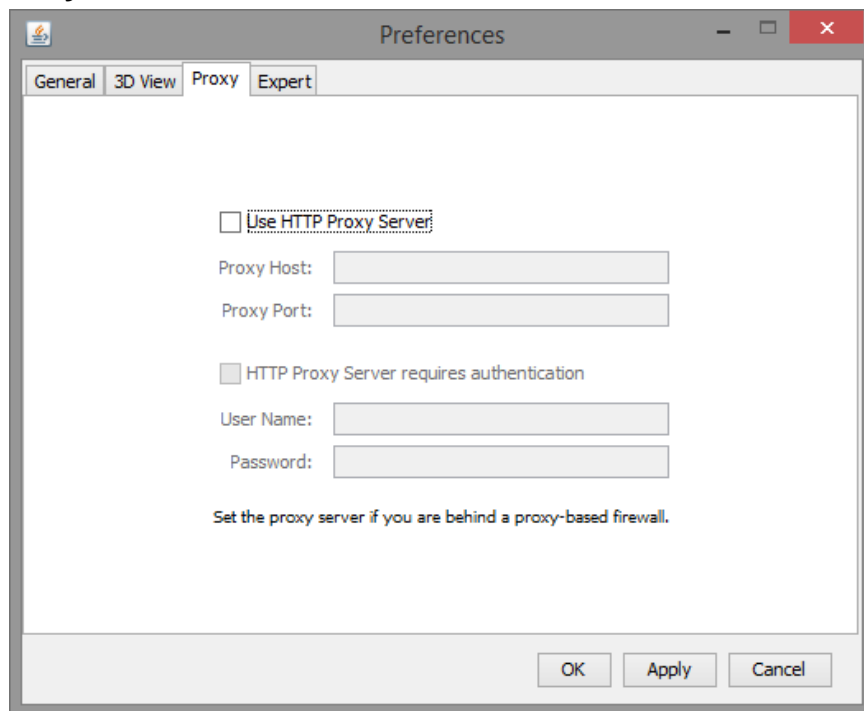 Preferences
General 3D View Proxy Expert
Use HTTP Proxy Server
Proxy Host:
Proxy Port:
HTTP Proxy Server requires authentication
User Name:
Password:
Set the proxy server if you are behind a proxy-based firewall.
OK Apply Cancel